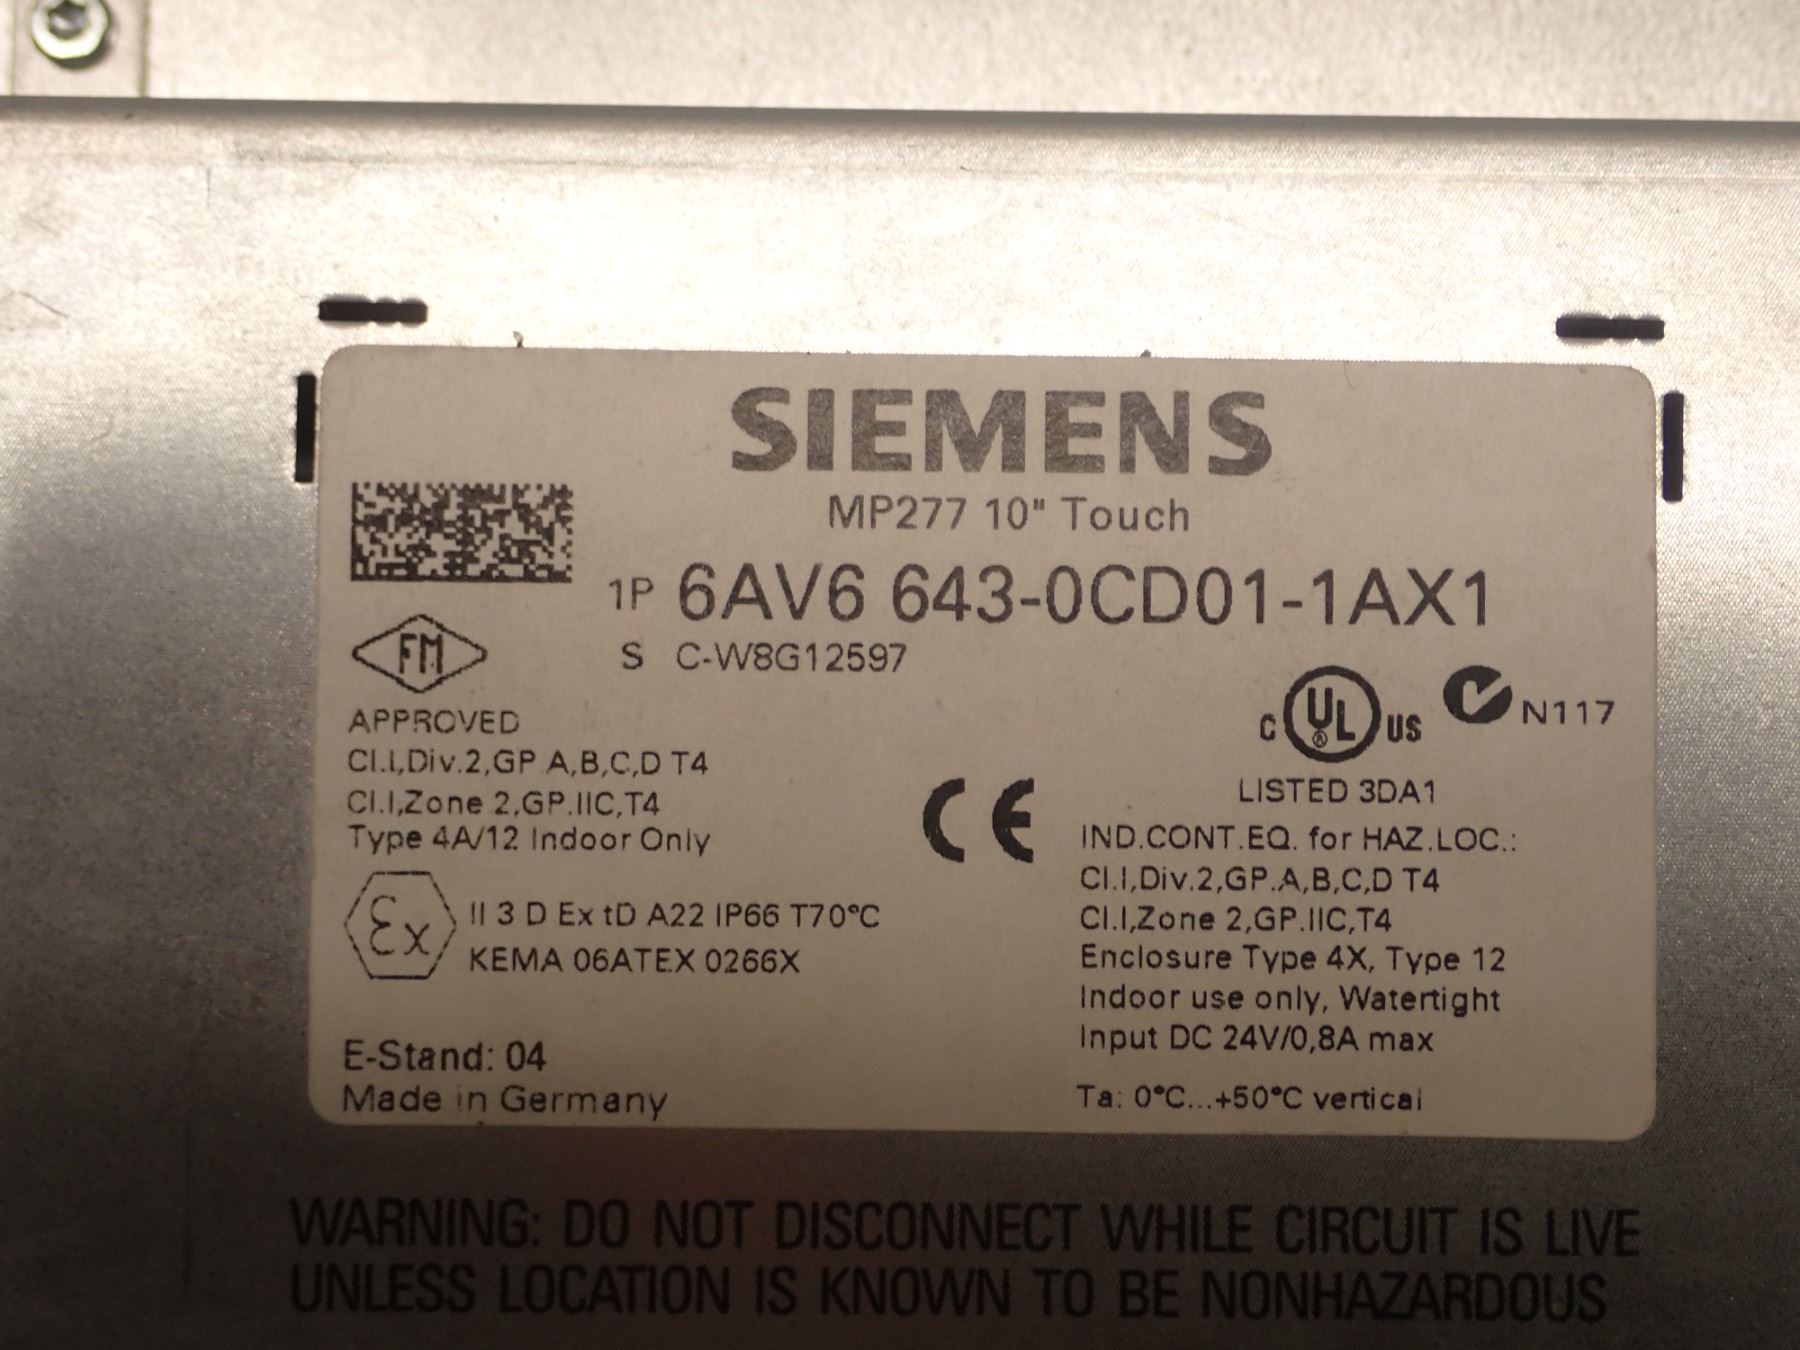 SIEMENS
MP277 10" Touch
1P 6AV6 643-0CD01-1AX1
S C-W8G12597
FM
APPROVED
Cl.I,Div.2,GP A,B,C,D T4
Cl.I,Zone 2,GP.IIC,T4
Type 4A/12 Indoor Only
Ex II 3 D Ex tD A22 IP66 T70°C
KEMA 06ATEX 0266X
E-Stand: 04
Made in Germany
CE
C UL ® US N117
LISTED 3DA1
IND.CONT.EQ. for HAZ.LOC.:
Cl.I,Div.2,GP.A,B,C,D T4
Cl.I,Zone 2,GP.IIC,T4
Enclosure Type 4X, Type 12
Indoor use only, Watertight
Input DC 24V/0,8A max
Ta: 0°C...+50°C vertical
WARNING: DO NOT DISCONNECT WHILE CIRCUIT IS LIVE
UNLESS LOCATION IS KNOWN TO BE NONHAZARDOUS